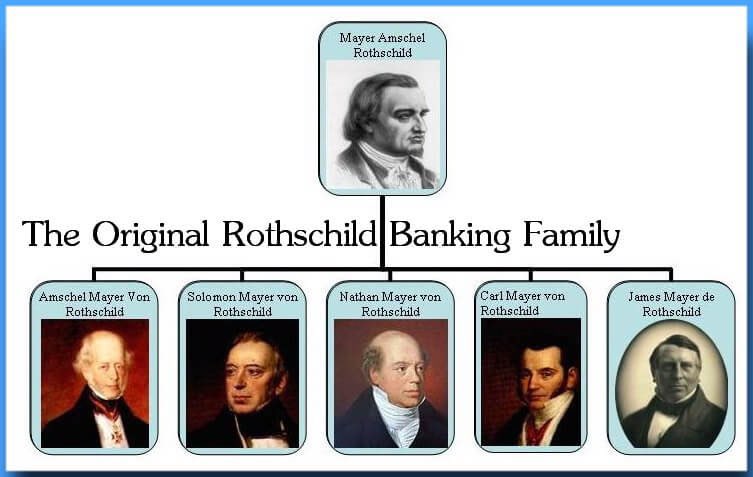 Mayer Amschel
Rothschild
The Original Rothschild Banking Family
Amschel Mayer Von
Rothschild
Solomon Mayer von
Rothschild
Nathan Mayer von
Rothschild
Carl Mayer von
Rothschild
James Mayer de
Rothschild